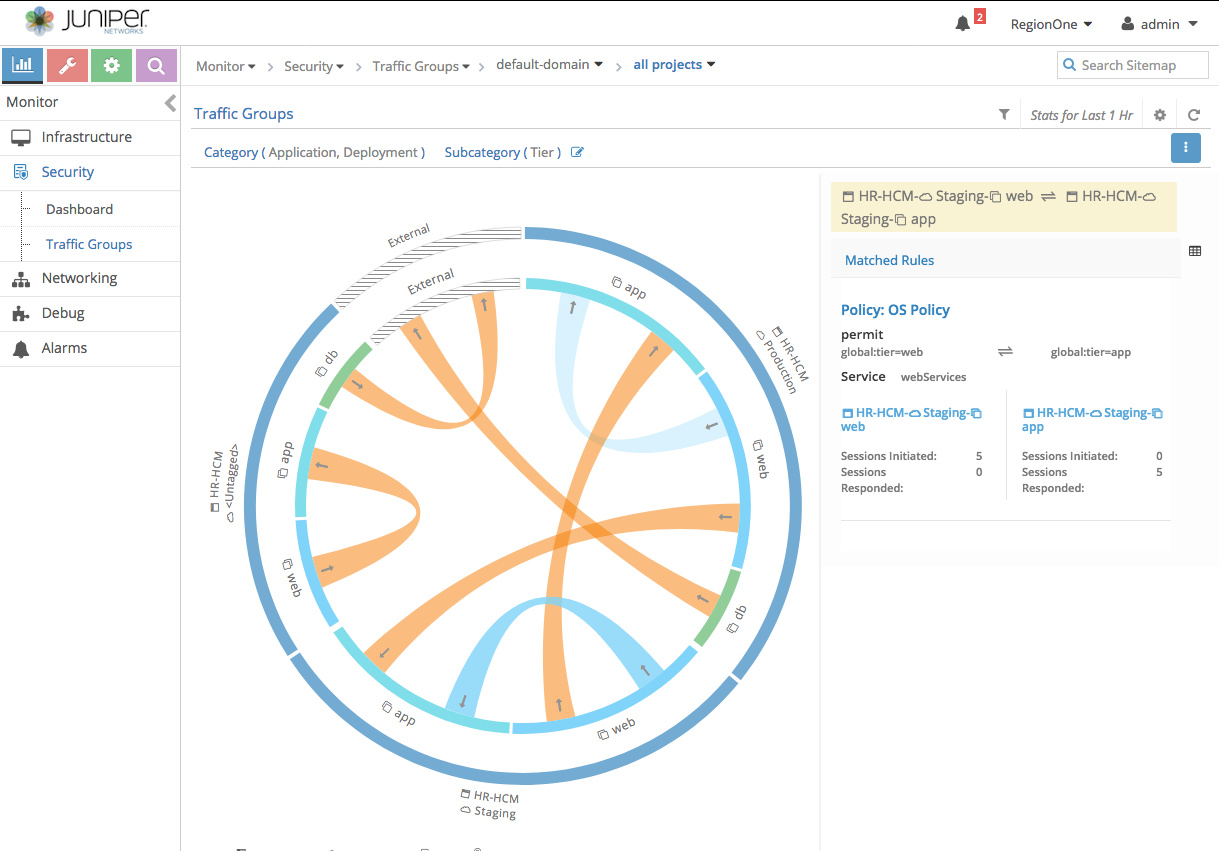 JUNIPER
NETWORKS
2
RegionOne
admin
Monitor
Security
Traffic Groups
default-domain
all projects
Search Sitemap
Monitor
Infrastructure
Security
Dashboard
Traffic Groups
Networking
Debug
Alarms
Traffic Groups
Stats for Last 1 Hr
Category ( Application, Deployment )
Subcategory ( Tier )
External
External
app
HR-HCM
Production
web
db
web
HR-HCM
Staging
app
web
HR-HCM
<Untagged>
app
db
HR-HCM- Staging- web ⇌ HR-HCM-
Staging- app
Matched Rules
Policy: OS Policy
permit
global:tier=web ⇌ global:tier=app
Service webServices
HR-HCM- Staging-
web
Sessions Initiated: 5
Sessions 0
Responded:
HR-HCM- Staging-
app
Sessions Initiated: 0
Sessions 5
Responded: